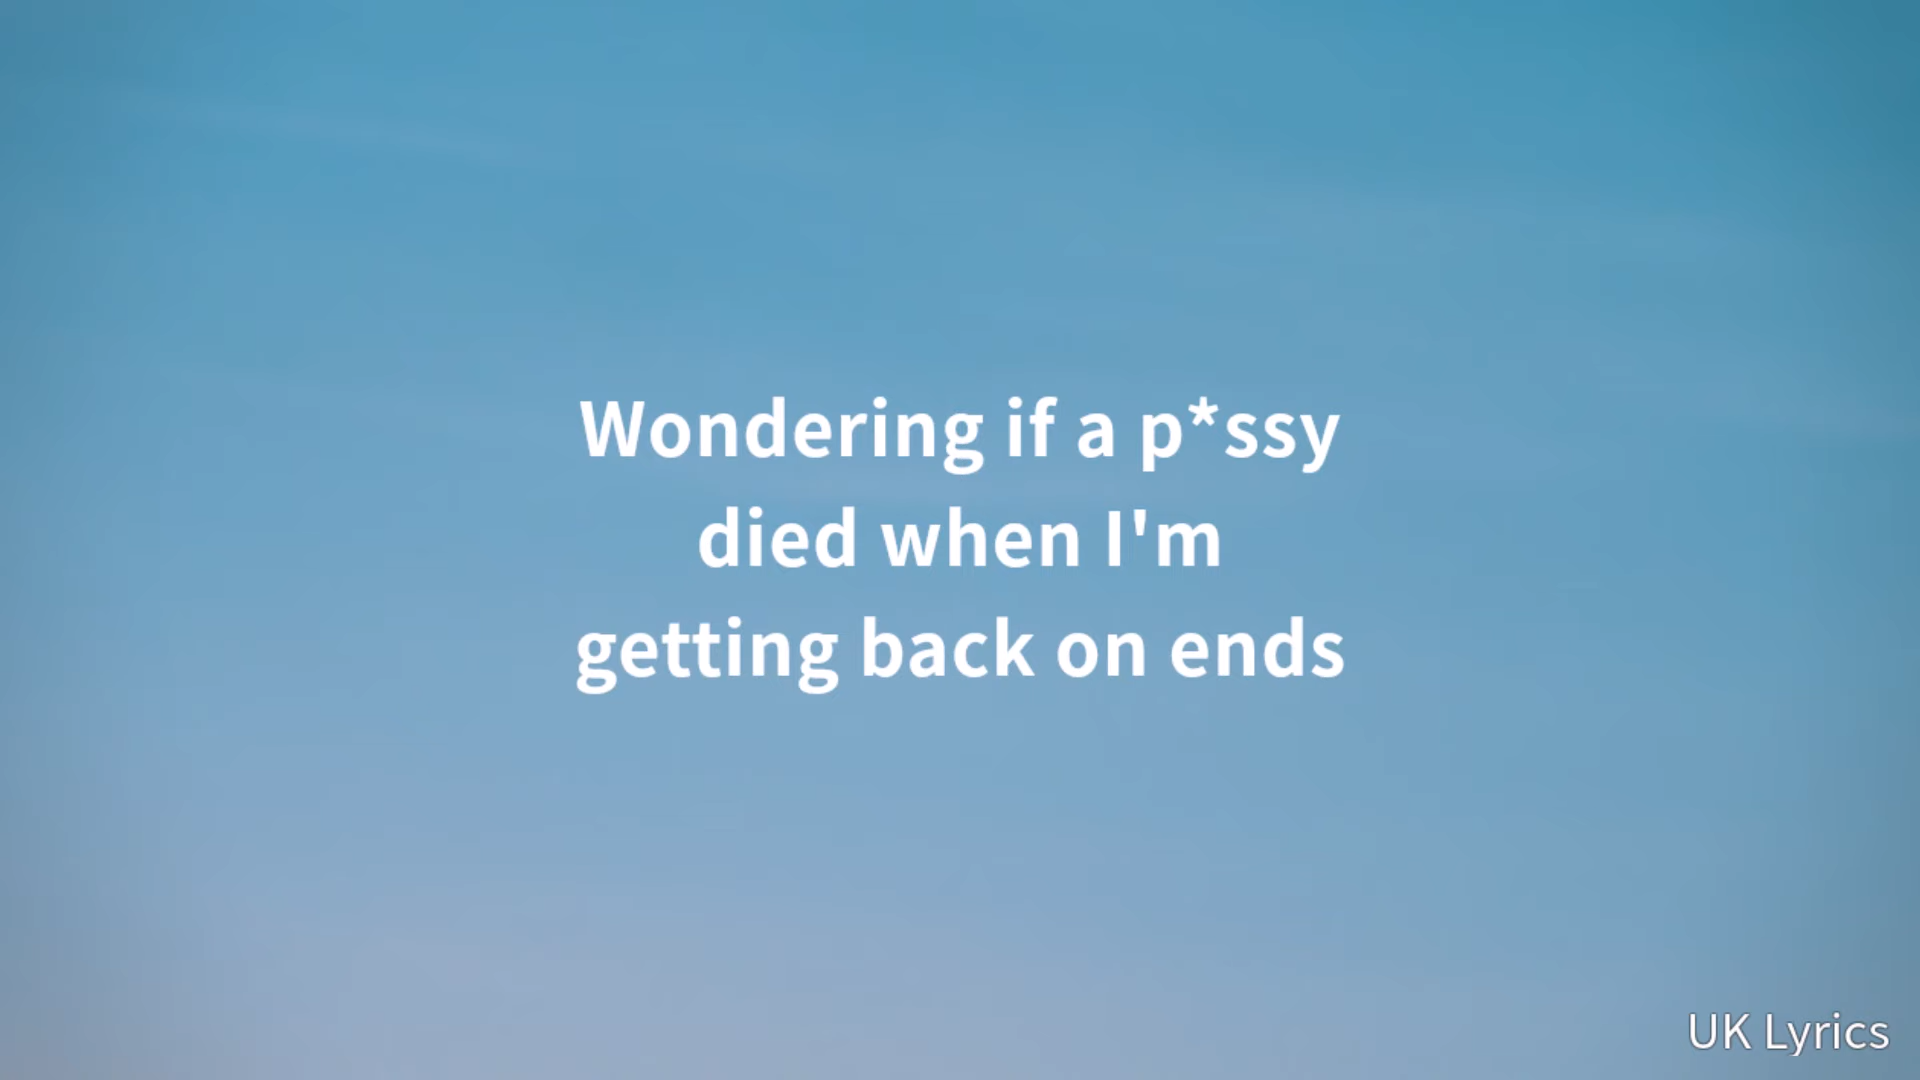 Wondering if a p*ssy
died when I'm
getting back on ends
UK Lyrics